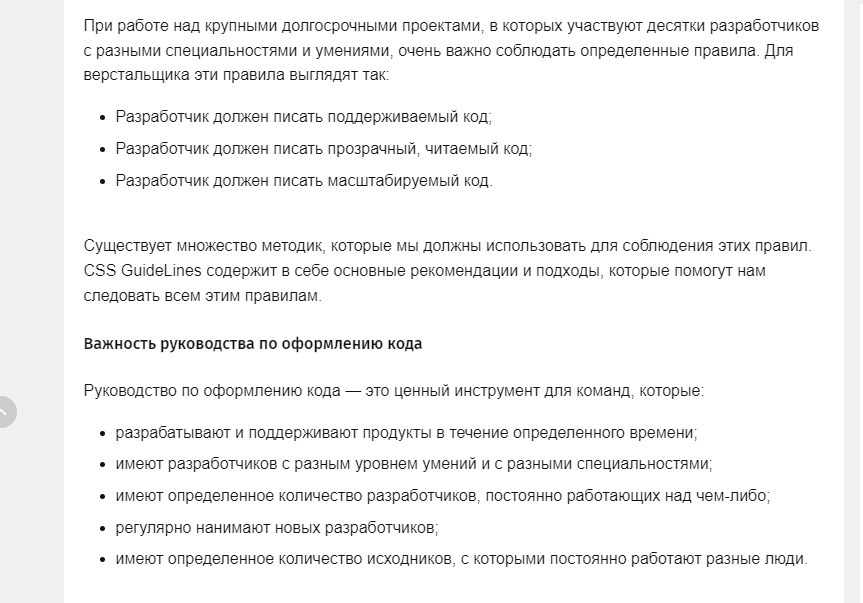 При работе над крупными долгосрочными проектами, в которых участвуют десятки разработчиков
с разными специальностями и умениями, очень важно соблюдать определенные правила. Для
верстальщика эти правила выглядят так:
• Разработчик должен писать поддерживаемый код;
• Разработчик должен писать прозрачный, читаемый код;
• Разработчик должен писать масштабируемый код.
Существует множество методик, которые мы должны использовать для соблюдения этих правил.
CSS GuideLines содержит в себе основные рекомендации и подходы, которые помогут нам
следовать всем этим правилам.
Важность руководства по оформлению кода
Руководство по оформлению кода — это ценный инструмент для команд, которые:
• разрабатывают и поддерживают продукты в течение определенного времени;
• имеют разработчиков с разным уровнем умений и с разными специальностями;
• имеют определенное количество разработчиков, постоянно работающих над чем-либо;
• регулярно нанимают новых разработчиков;
• имеют определенное количество исходников, с которыми постоянно работают разные люди.